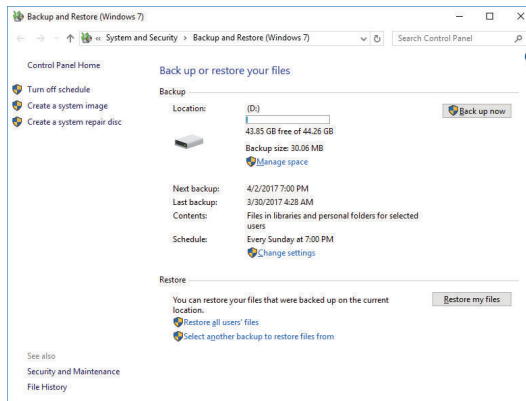 Backup and Restore (Windows 7)
« System and Security › Backup and Restore (Windows 7)
Search Control Panel
Control Panel Home
Turn off schedule
Create a system image
Create a system repair disc
See also
Security and Maintenance
File History
Back up or restore your files
Backup
Location: (D:)
Back up now
43.85 GB free of 44.26 GB
Backup size: 30.06 MB
Manage space
Next backup: 4/2/2017 7:00 PM
Last backup: 3/30/2017 4:28 AM
Contents: Files in libraries and personal folders for selected
users
Schedule: Every Sunday at 7:00 PM
Change settings
Restore
You can restore your files that were backed up on the current
location.
Restore my files
Restore all users' files
Select another backup to restore files from